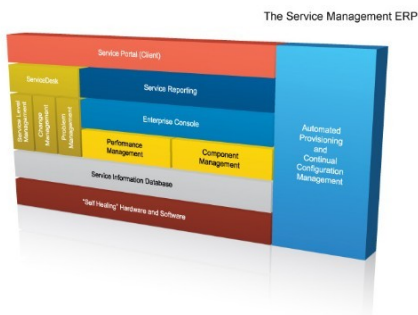 The Service Management ERP
Service Portal (Client)
ServiceDesk
Service Reporting
Service Level
Management
Change
Management
Problem
Management
Enterprise Console
Performance
Management
Component
Management
Service Information Database
"Self Healing" Hardware and Software
Automated
Provisioning
and
Continual
Configuration
Management